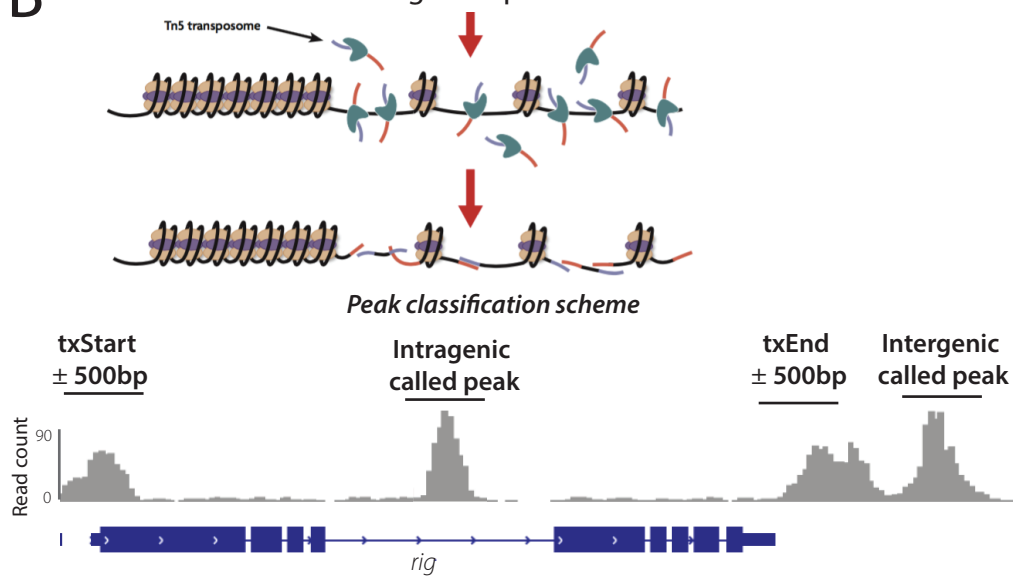 B
Tn5 transposome
Peak classification scheme
txStart
± 500bp
Intragenic
called peak
txEnd
± 500bp
Intergenic
called peak
Read count
90
0
rig